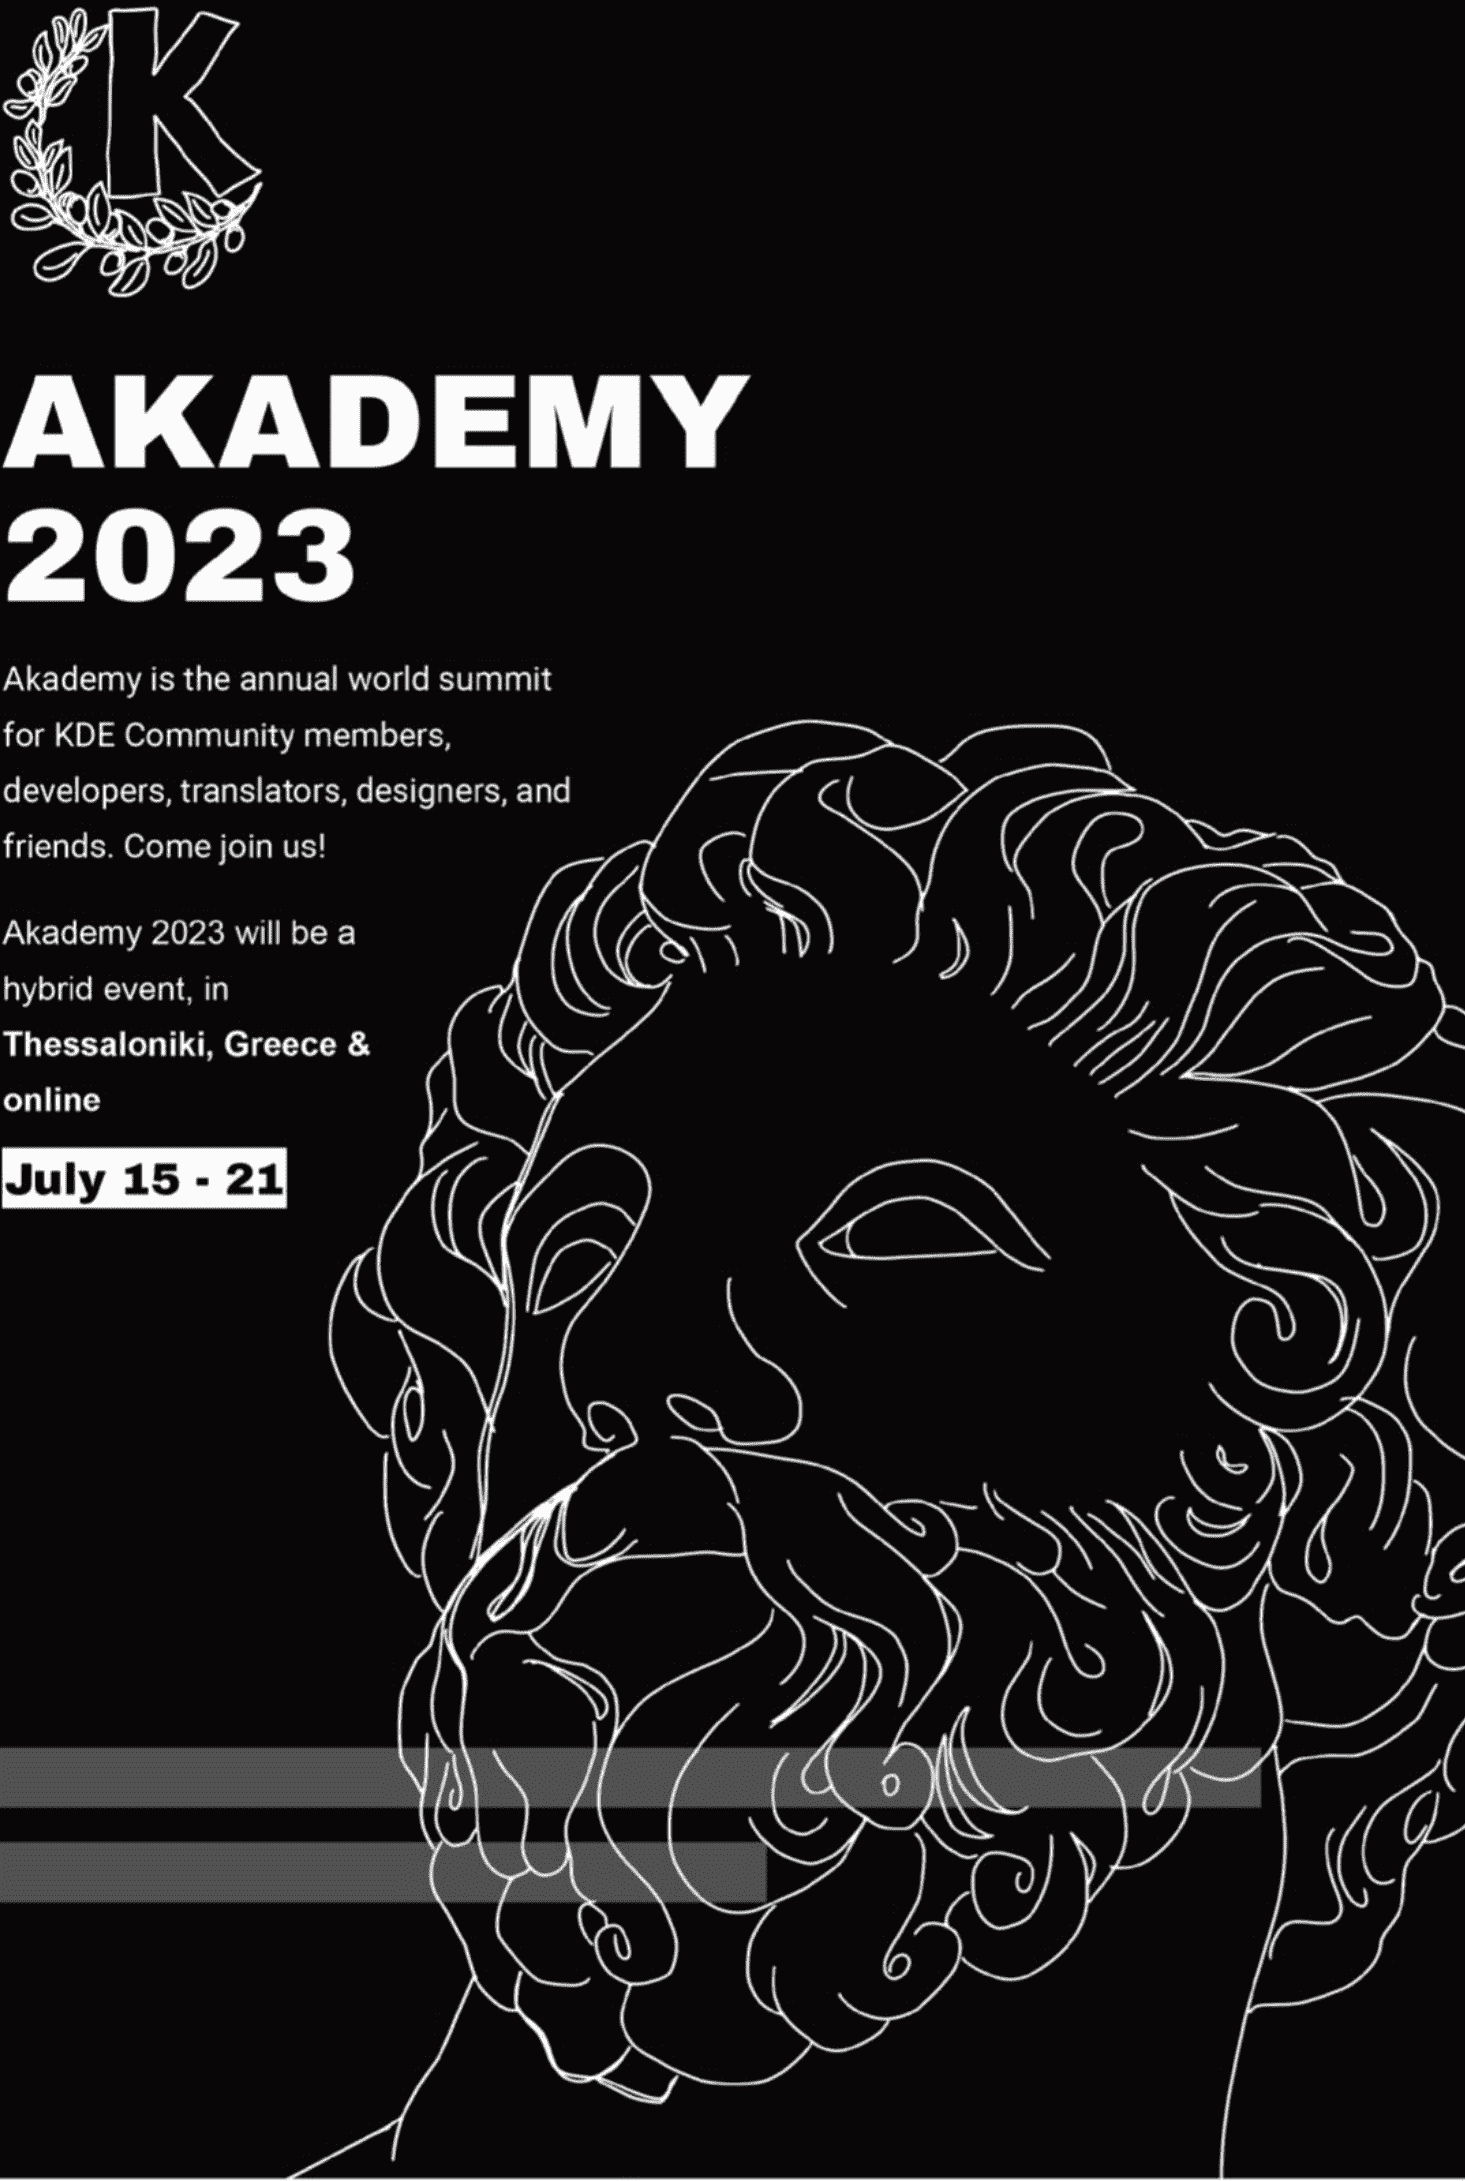 K
AKADEMY
2023
Akademy is the annual world summit
for KDE Community members,
developers, translators, designers, and
friends. Come join us!
Akademy 2023 will be a
hybrid event, in
Thessaloniki, Greece &
online
July 15 - 21